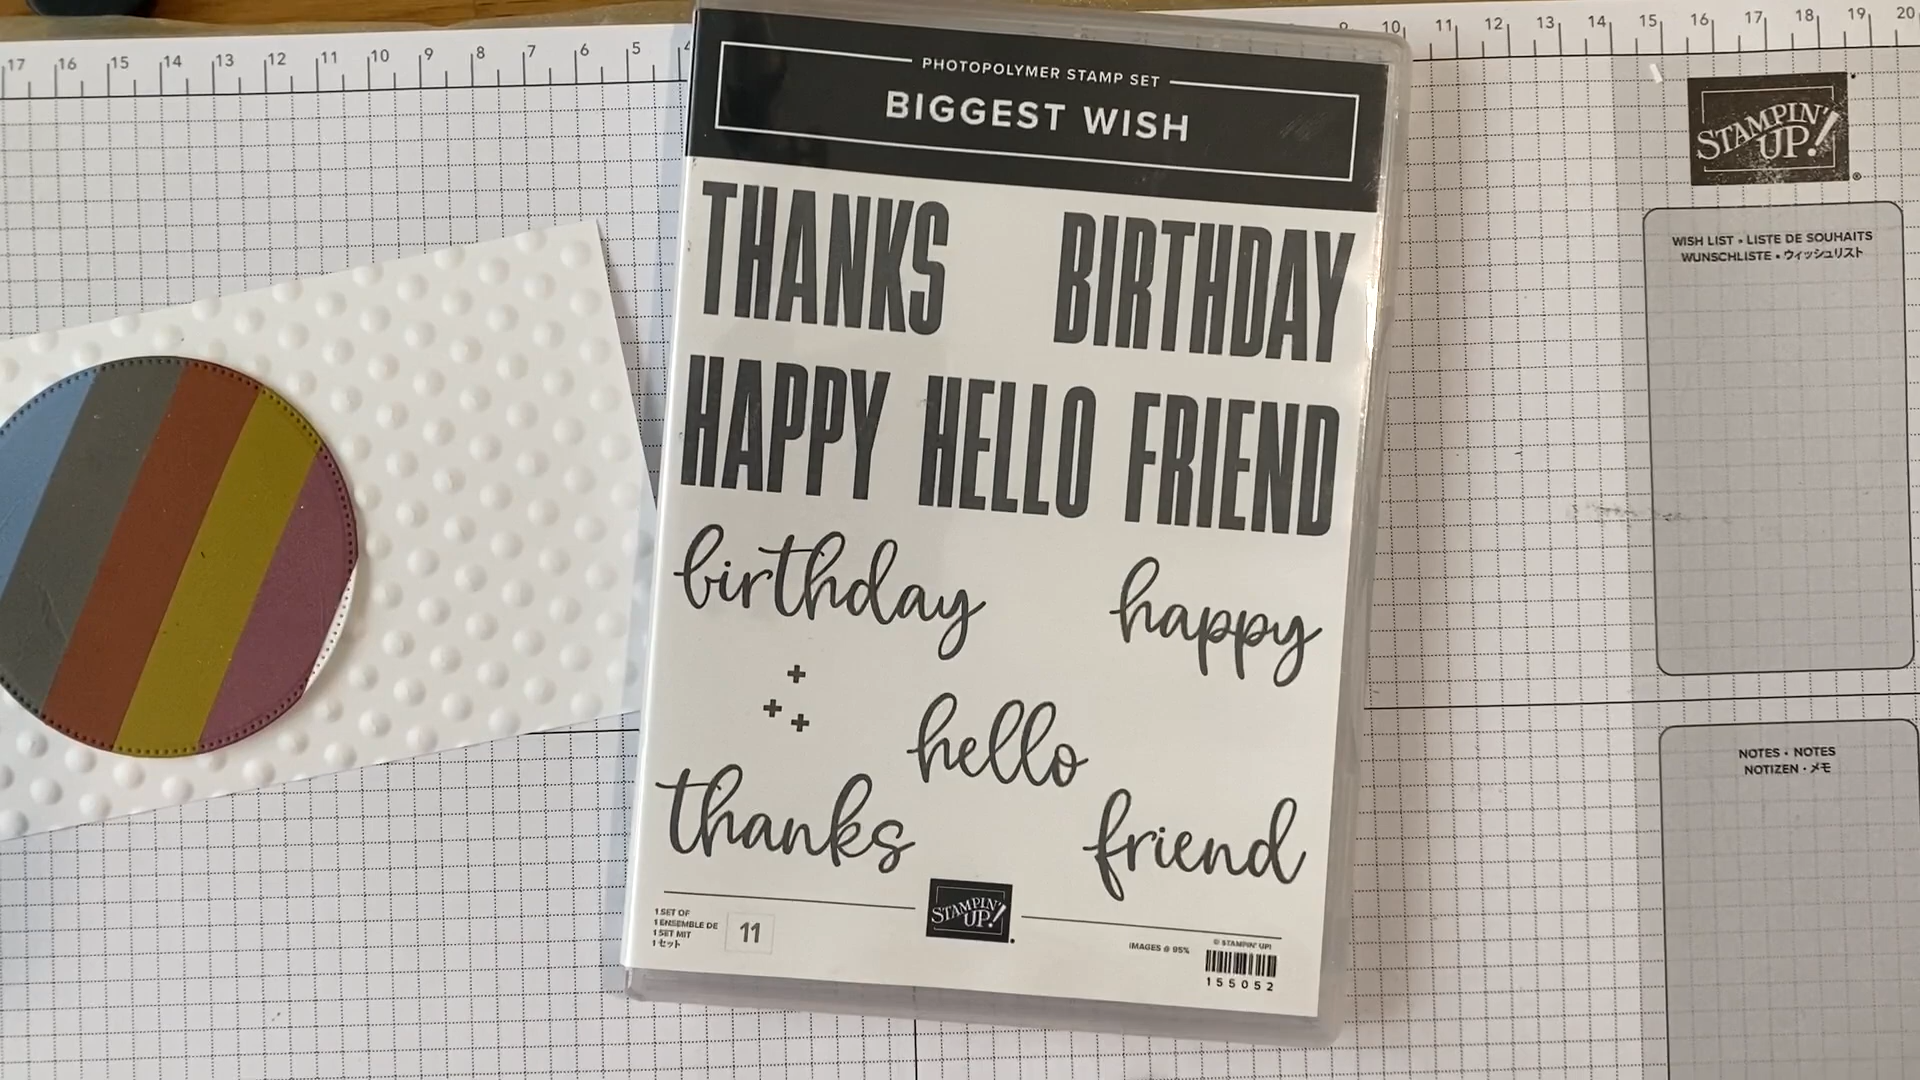 17 16 15 14 13 12 11 10 9 8 7 6 5 4
9 10 11 12 13 14 15 16 17 18 19 20
PHOTOPOLYMER STAMP SET
BIGGEST WISH
THANKS BIRTHDAY
HAPPY HELLO FRIEND
birthday happy
hello
thanks friend
1 SET OF
1 ENSEMBLE DE
1 SET MIT
1 セット
11
STAMPIN' UP!
IMAGES @ 95%
© STAMPIN' UP!
155052
STAMPIN'
UP!
®
WISH LIST • LISTE DE SOUHAITS
WUNSCHLISTE • ウィッシュリスト
NOTES • NOTES
NOTIZEN • メモ